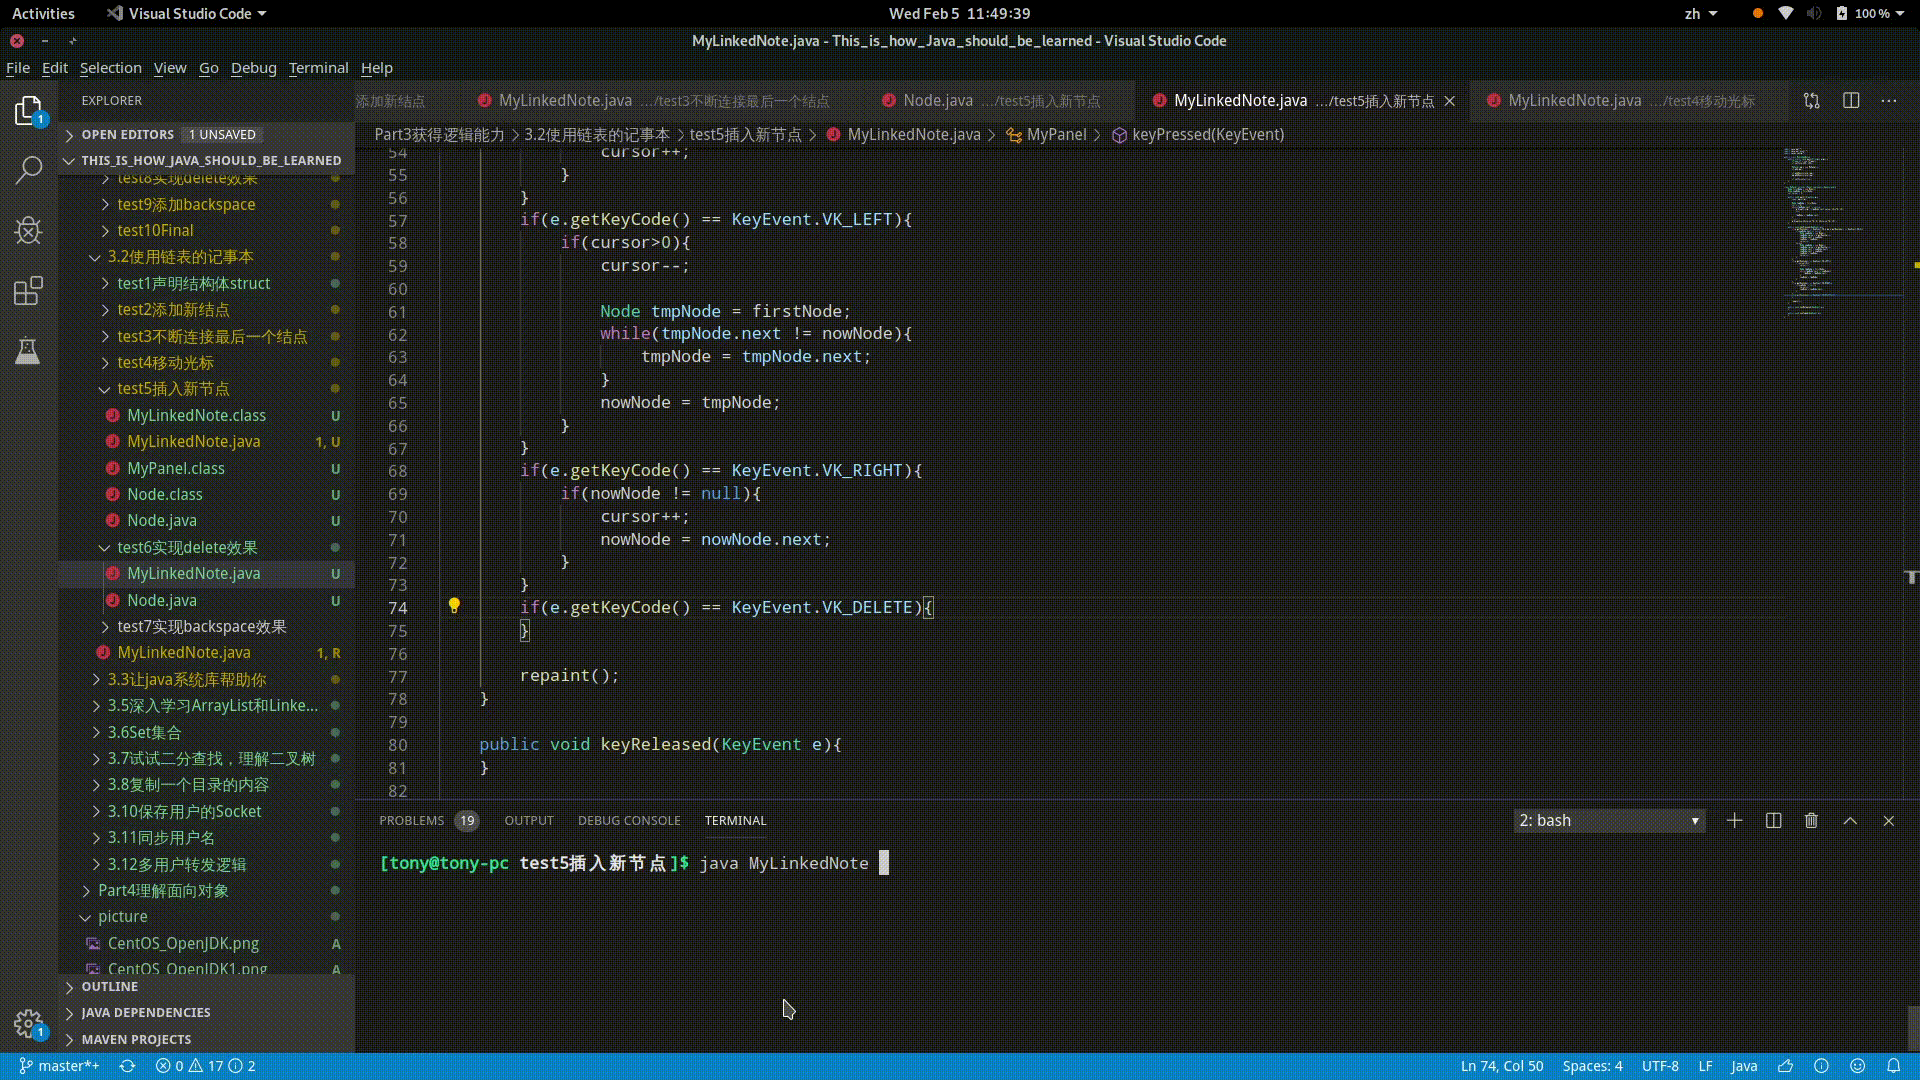 Activities Visual Studio Code Wed Feb 5 11:49:39 zh 100 %
MyLinkedNote.java - This_is_how_Java_should_be_learned - Visual Studio Code
File Edit Selection View Go Debug Terminal Help
EXPLORER
OPEN EDITORS 1 UNSAVED
THIS_IS_HOW_JAVA_SHOULD_BE_LEARNED
test8实现delete效果
test9添加backspace
test10Final
3.2使用链表的记事本
test1声明结构体struct
test2添加新结点
test3不断连接最后一个结点
test4移动光标
test5插入新节点
MyLinkedNote.class U
MyLinkedNote.java 1, U
MyPanel.class U
Node.class U
Node.java U
test6实现delete效果
MyLinkedNote.java U
Node.java U
test7实现backspace效果
MyLinkedNote.java 1, R
3.3让java系统库帮助你
3.5深入学习ArrayList和Linke...
3.6Set集合
3.7试试二分查找，理解二叉树
3.8复制一个目录的内容
3.10保存用户的Socket
3.11同步用户名
3.12多用户转发逻辑
Part4理解面向对象
picture
CentOS_OpenJDK.png A
CentOS_OpenJDK1.png A
OUTLINE
JAVA DEPENDENCIES
MAVEN PROJECTS
添加新结点 MyLinkedNote.java .../test3不断连接最后一个结点 Node.java .../test5插入新节点 MyLinkedNote.java .../test5插入新节点 MyLinkedNote.java .../test4移动光标
Part3获得逻辑能力 > 3.2使用链表的记事本 > test5插入新节点 > MyLinkedNote.java > MyPanel > keyPressed(KeyEvent)
54 cursor++;
55 }
56 }
57 if(e.getKeyCode() == KeyEvent.VK_LEFT){
58 if(cursor>0){
59 cursor--;
60
61 Node tmpNode = firstNode;
62 while(tmpNode.next != nowNode){
63 tmpNode = tmpNode.next;
64 }
65 nowNode = tmpNode;
66 }
67 }
68 if(e.getKeyCode() == KeyEvent.VK_RIGHT){
69 if(nowNode != null){
70 cursor++;
71 nowNode = nowNode.next;
72 }
73 }
74 if(e.getKeyCode() == KeyEvent.VK_DELETE){
75 }
76
77 repaint();
78 }
79
80 public void keyReleased(KeyEvent e){
81 }
82
PROBLEMS 19 OUTPUT DEBUG CONSOLE TERMINAL 2: bash
[tony@tony-pc test5插入新节点]$ java MyLinkedNote
1
1
master*+ 0 17 2 Ln 74, Col 50 Spaces: 4 UTF-8 LF Java